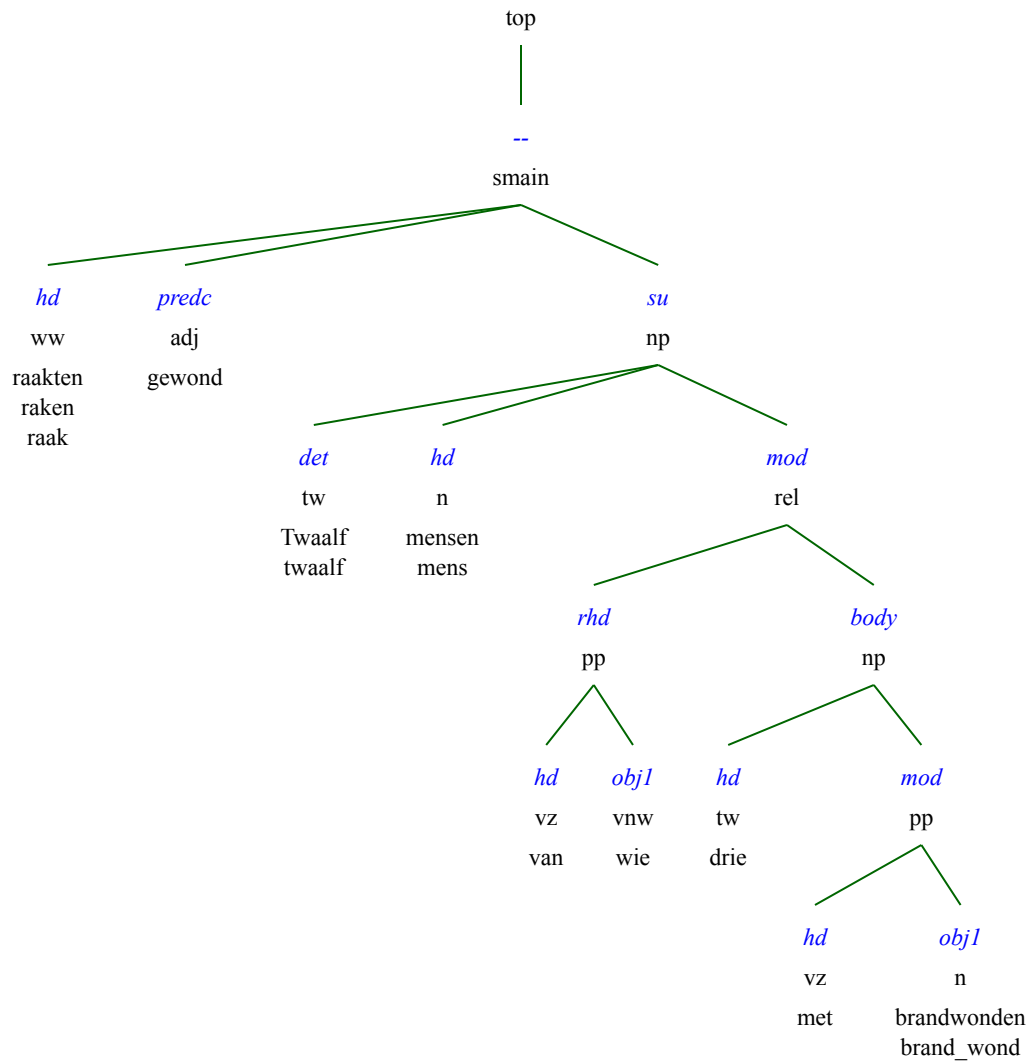 top
--
smain
hd predc su
ww adj np
raakten gewond
raken
raak
det hd mod
tw n rel
Twaalf mensen
twaalf mens
rhd body
pp np
hd obj1 hd mod
vz vnw tw pp
van wie drie
hd obj1
vz n
met brandwonden
brand_wond